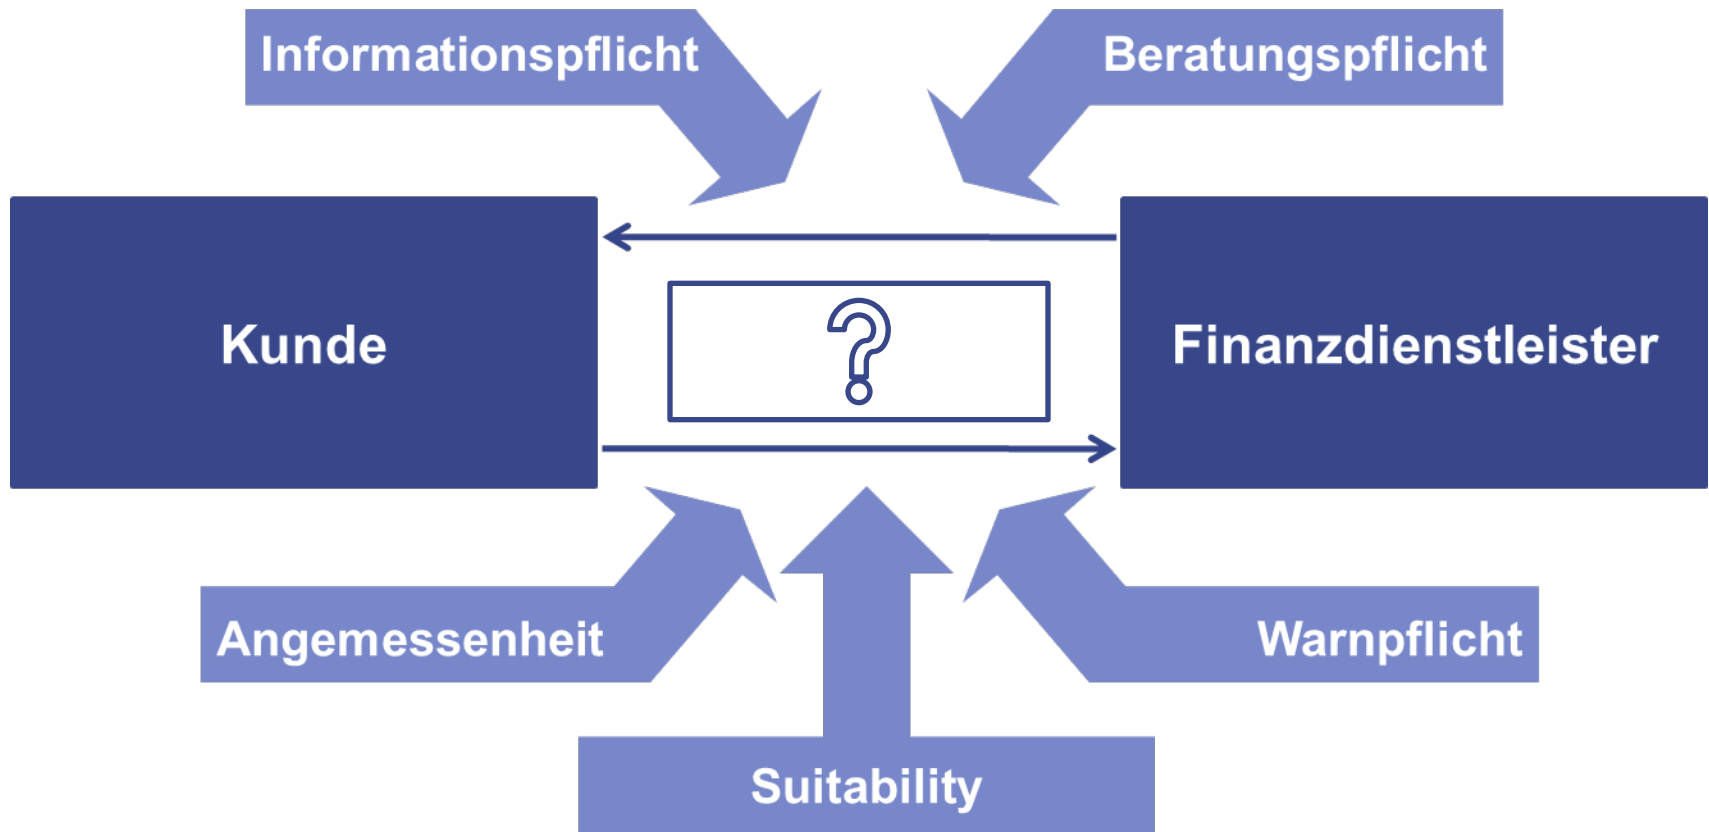 Informationspflicht
Beratungspflicht
Kunde
?
Finanzdienstleister
Angemessenheit
Warnpflicht
Suitability